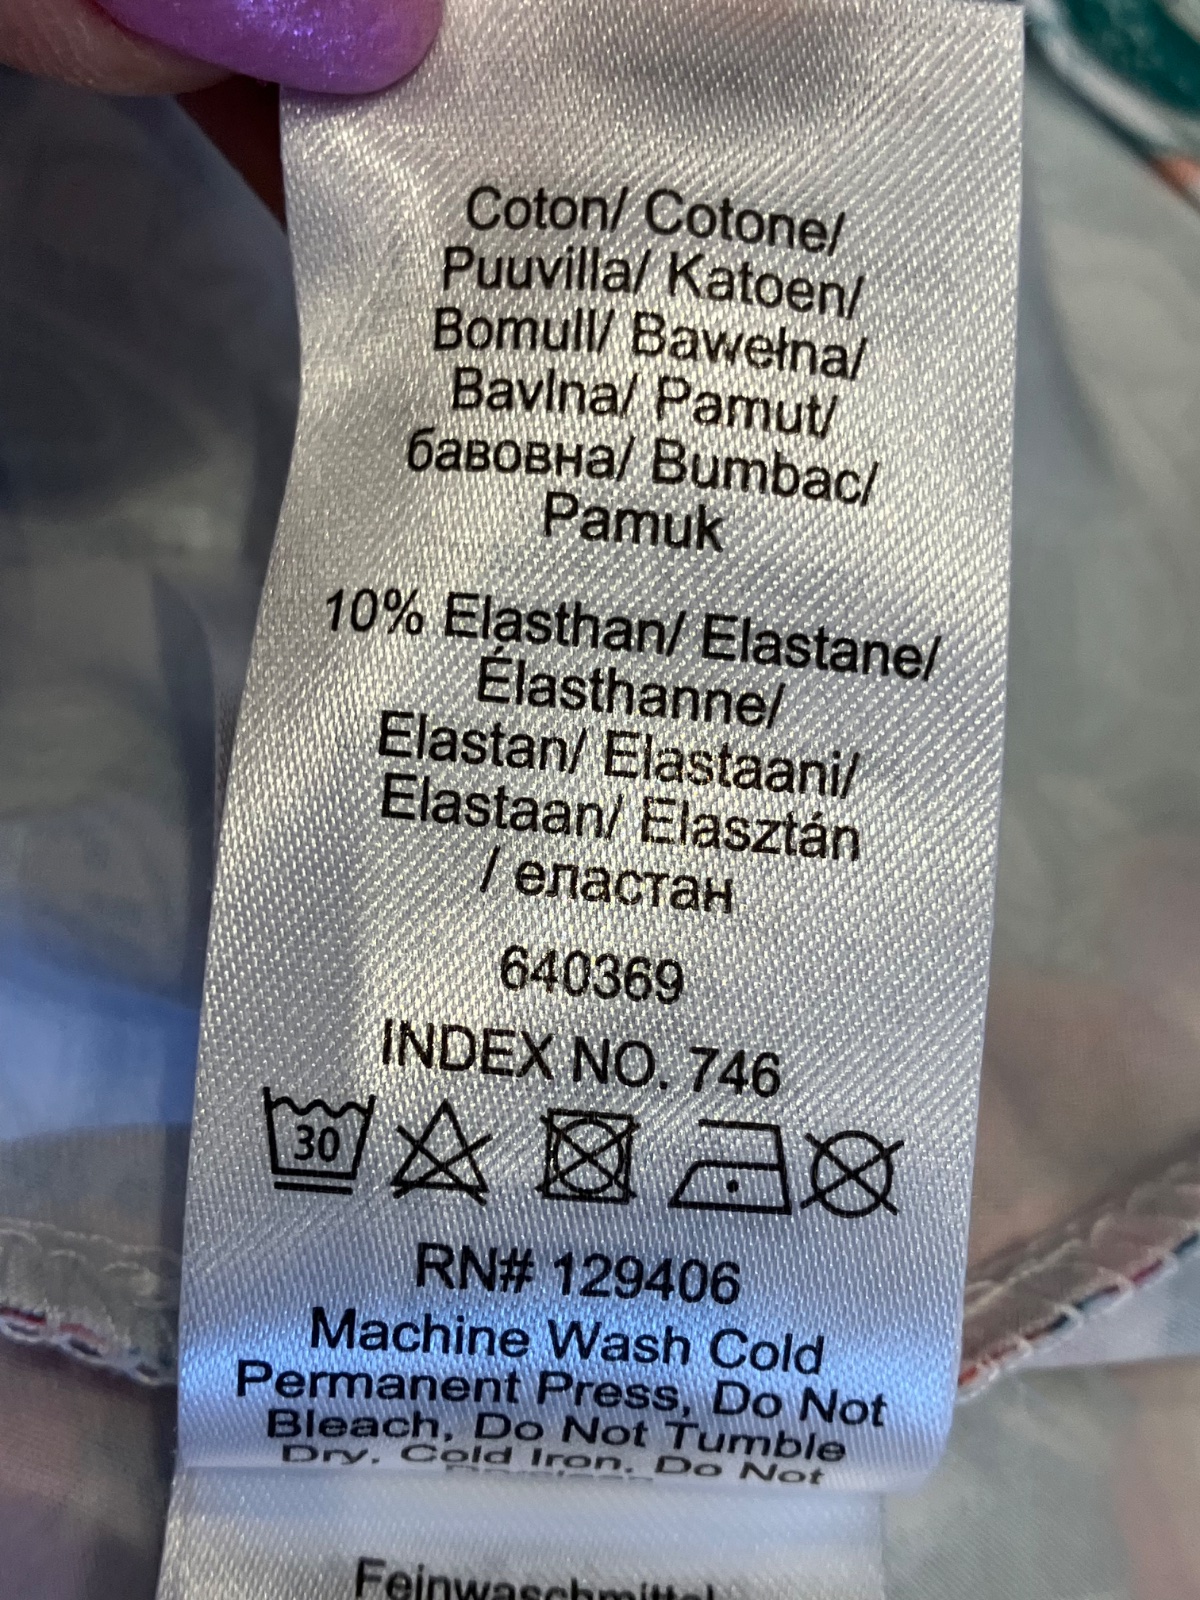 Coton/ Cotone/
Puuvilla/ Katoen/
Bomull/ Bawełna/
Bavlna/ Pamut/
бавовна/ Bumbac/
Pamuk
10% Elasthan/ Elastane/
Élasthanne/
Elastan/ Elastaani/
Elastaan/ Elasztán
/ еластан
640369
INDEX NO. 746
30
RN# 129406
Machine Wash Cold
Permanent Press, Do Not
Bleach, Do Not Tumble
Dry, Cold Iron, Do Not
Feinwaschmittel